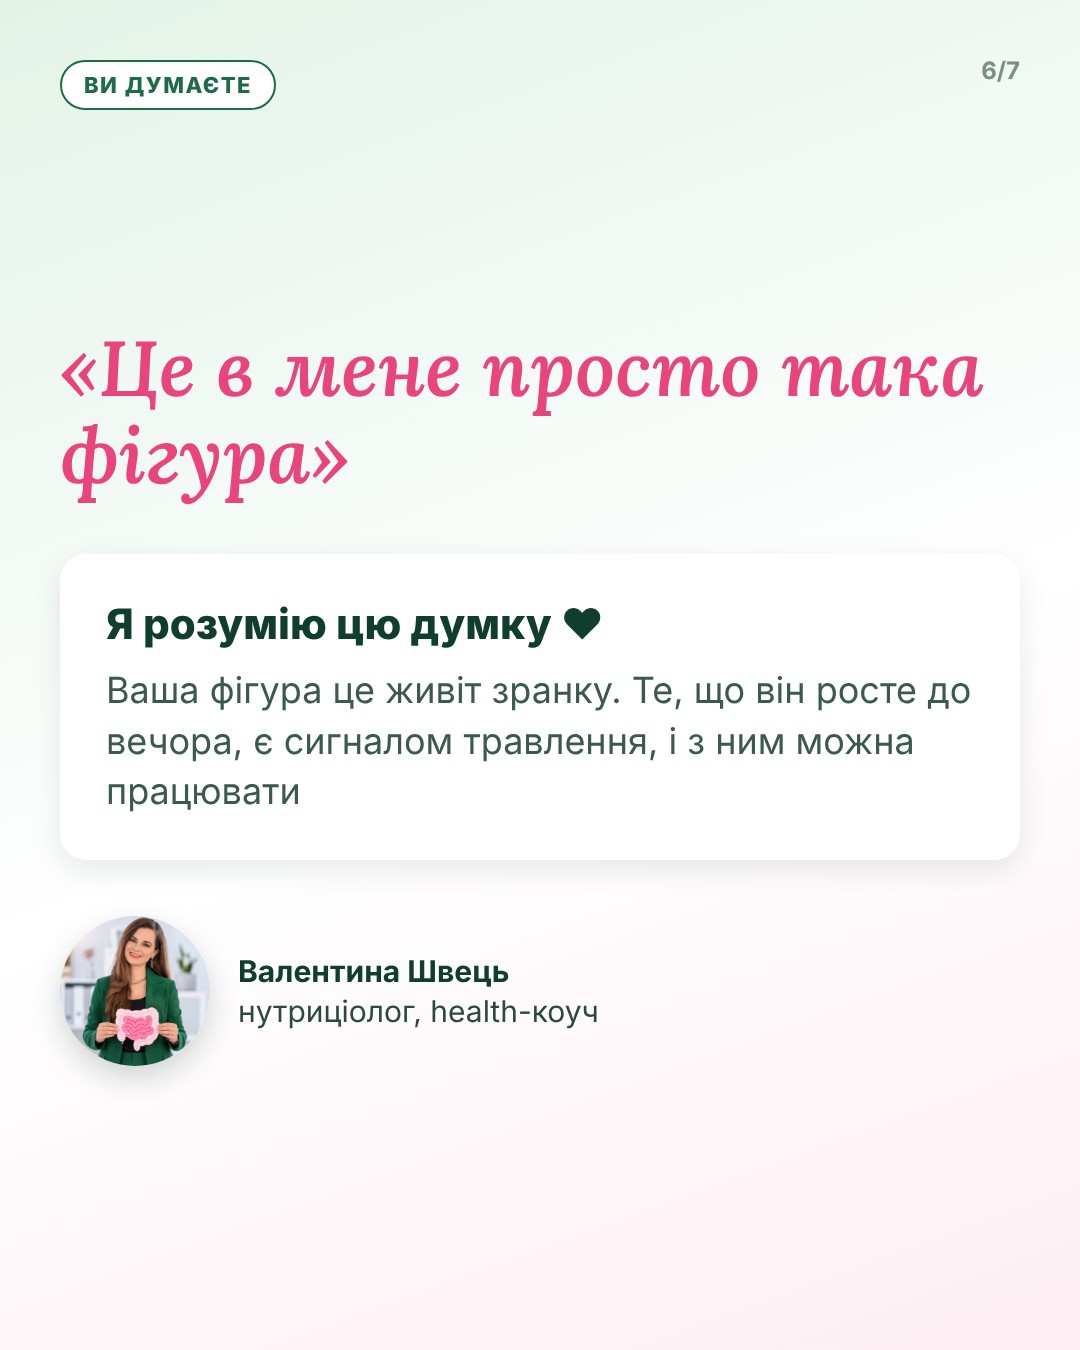 ВИ ДУМАЄТЕ
6/7
«Це в мене просто така
фігура»
Я розумію цю думку ♥
Ваша фігура це живіт зранку. Те, що він росте до
вечора, є сигналом травлення, і з ним можна
працювати
Валентина Швець
нутриціолог, health-коуч